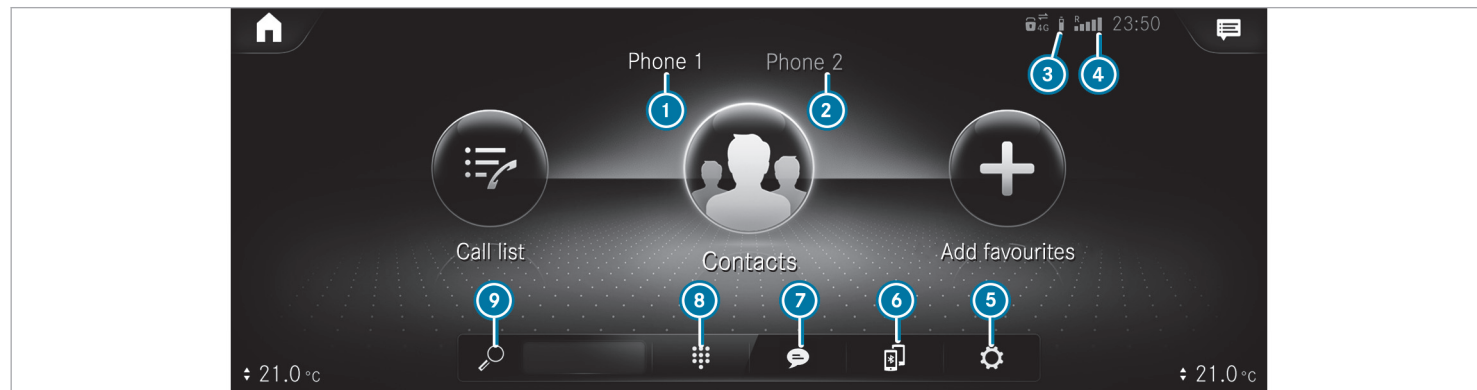 4G R 23:50
Phone 1 Phone 2
3 4
1 2
Call list Contacts Add favourites
9 8 7 6 5
21.0 °C 21.0 °C